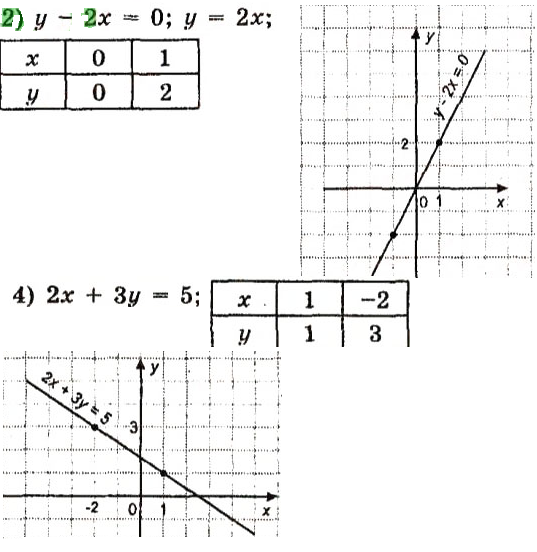 2) y − 2x = 0; y = 2x;
x 0 1
y 0 2
y
y − 2x = 0
2
0 1 x
4) 2x + 3y = 5;
x 1 −2
y 1 3
y
2x + 3y = 5
3
-2 0 1 x